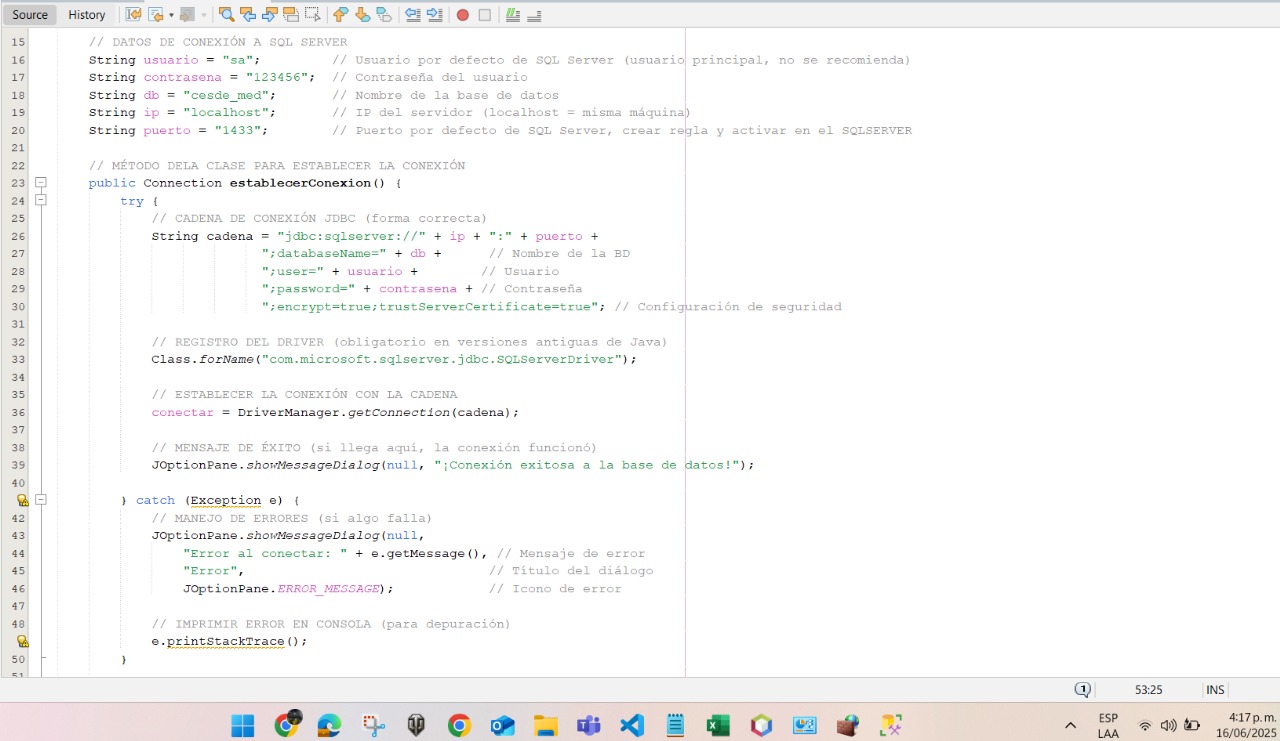 Source History
15 // DATOS DE CONEXIÓN A SQL SERVER
16 String usuario = "sa"; // Usuario por defecto de SQL Server (usuario principal, no se recomienda)
17 String contrasena = "123456"; // Contraseña del usuario
18 String db = "cesde_med"; // Nombre de la base de datos
19 String ip = "localhost"; // IP del servidor (localhost = misma máquina)
20 String puerto = "1433"; // Puerto por defecto de SQL Server, crear regla y activar en el SQLSERVER
21
22 // MÉTODO DELA CLASE PARA ESTABLECER LA CONEXIÓN
23 public Connection establecerConexion() {
24 try {
25 // CADENA DE CONEXIÓN JDBC (forma correcta)
26 String cadena = "jdbc:sqlserver://" + ip + ":" + puerto +
27 ";databaseName=" + db + // Nombre de la BD
28 ";user=" + usuario + // Usuario
29 ";password=" + contrasena + // Contraseña
30 ";encrypt=true;trustServerCertificate=true"; // Configuración de seguridad
31
32 // REGISTRO DEL DRIVER (obligatorio en versiones antiguas de Java)
33 Class.forName("com.microsoft.sqlserver.jdbc.SQLServerDriver");
34
35 // ESTABLECER LA CONEXIÓN CON LA CADENA
36 conectar = DriverManager.getConnection(cadena);
37
38 // MENSAJE DE ÉXITO (si llega aquí, la conexión funcionó)
39 JOptionPane.showMessageDialog(null, "¡Conexión exitosa a la base de datos!");
40
} catch (Exception e) {
42 // MANEJO DE ERRORES (si algo falla)
43 JOptionPane.showMessageDialog(null,
44 "Error al conectar: " + e.getMessage(), // Mensaje de error
45 "Error", // Título del diálogo
46 JOptionPane.ERROR_MESSAGE); // Icono de error
47
48 // IMPRIMIR ERROR EN CONSOLA (para depuración)
e.printStackTrace();
50 }
51
1 53:25 INS
ESP
LAA
4:17 p. m.
16/06/2025